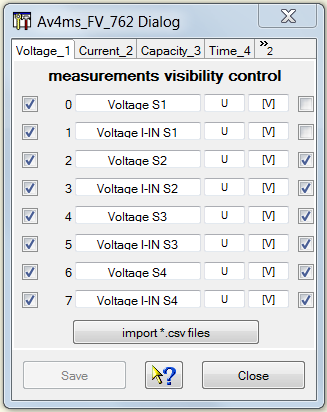 Av4ms_FV_762 Dialog
Voltage_1 Current_2 Capacity_3 Time_4 »2
measurements visibility control
0 Voltage S1 U [V]
1 Voltage I-IN S1 U [V]
2 Voltage S2 U [V]
3 Voltage I-IN S2 U [V]
4 Voltage S3 U [V]
5 Voltage I-IN S3 U [V]
6 Voltage S4 U [V]
7 Voltage I-IN S4 U [V]
import *.csv files
Save ? Close